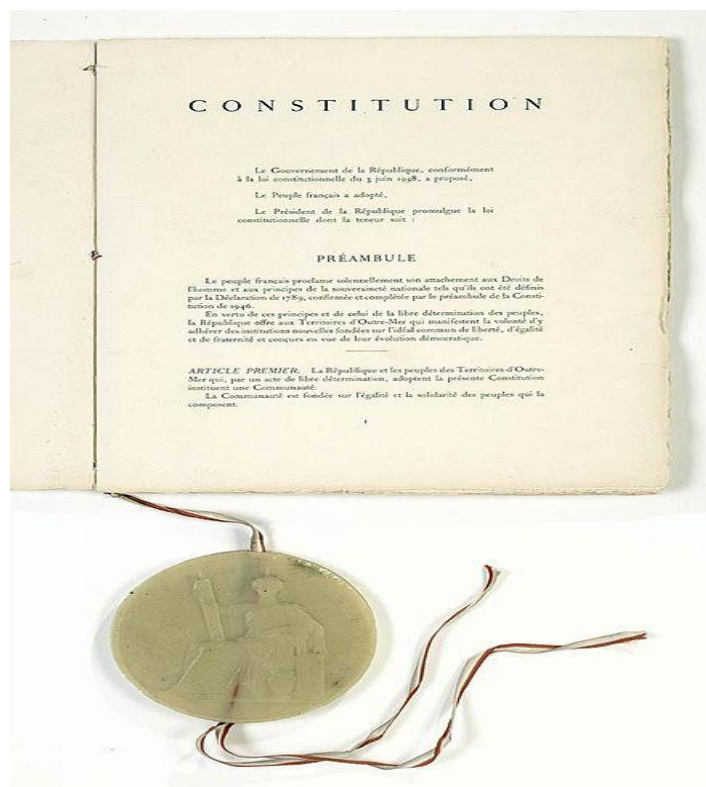 CONSTITUTION
Le Gouvernement de la République, conformément
à la loi constitutionnelle du 3 juin 1958, a proposé,
Le Peuple français a adopté,
Le Président de la République promulgue la loi
constitutionnelle dont la teneur suit :
PRÉAMBULE
Le peuple français proclame solennellement son attachement aux Droits de
l'homme et aux principes de la souveraineté nationale tels qu'ils ont été définis
par la Déclaration de 1789, confirmée et complétée par le préambule de la Consti-
tution de 1946.
En vertu de ces principes et de celui de la libre détermination des peuples,
la République offre aux Territoires d'Outre-Mer qui manifestent la volonté d'y
adhérer des institutions nouvelles fondées sur l'idéal commun de liberté, d'égalité
et de fraternité et conçues en vue de leur évolution démocratique.
ARTICLE PREMIER. La République et les peuples des Territoires d'Outre-
Mer qui, par un acte de libre détermination, adoptent la présente Constitution
instituent une Communauté.
La Communauté est fondée sur l'égalité et la solidarité des peuples qui la
composent.
1